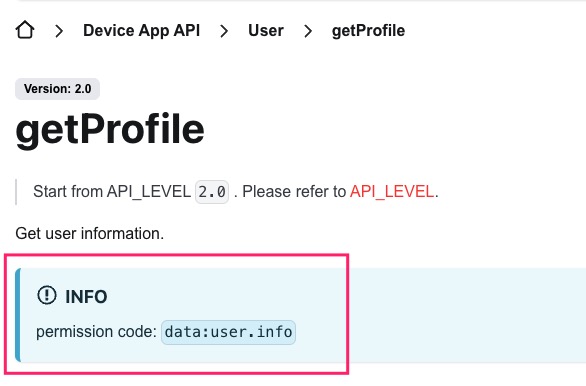 Device App API > User > getProfile
Version: 2.0
getProfile
Start from API_LEVEL 2.0 . Please refer to API_LEVEL.
Get user information.
INFO
permission code: data:user.info